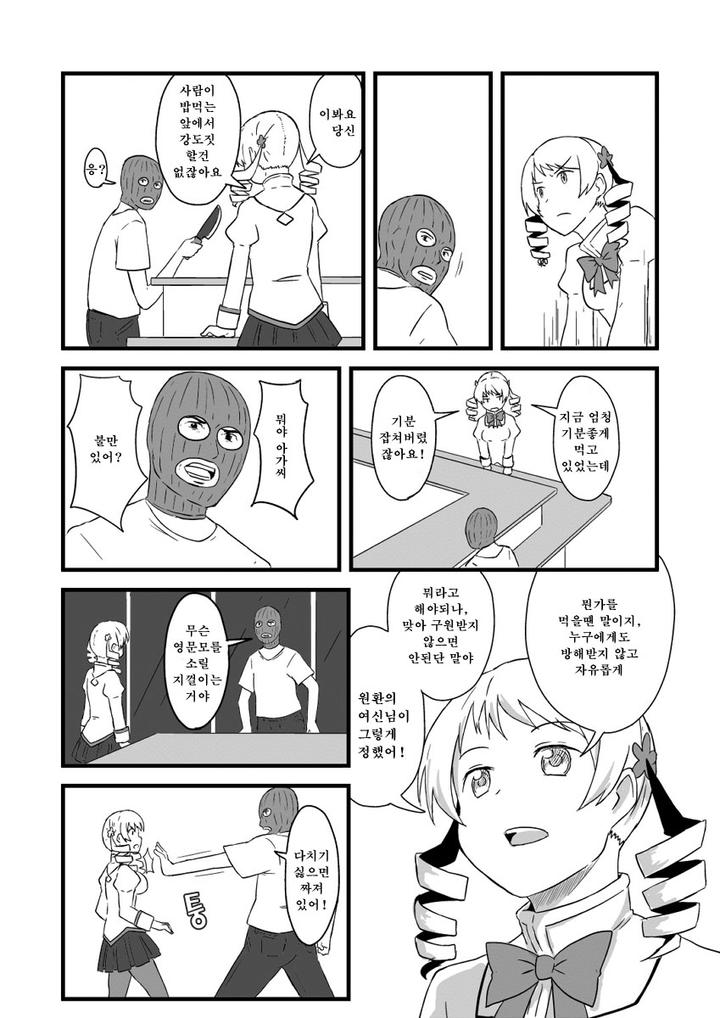 이봐요
당신
사람이
밥먹는
앞에서
강도짓
할건
없잖아요
응?
지금 엄청
기분좋게
먹고
있었는데
기분
잡쳐버렸
잖아요!
뭐야 아가씨
불만
있어?
뭔가를
먹을땐 말이지,
누구에게도
방해받지 않고
자유롭게
뭐라고
해야되나,
맞아 구원받지
않으면
안된단 말야
원환의
여신님이
그렇게
정했어!
무슨
영문모를
소릴
지껄이는
거야
다치기
싫으면
짜져
있어!
퉁